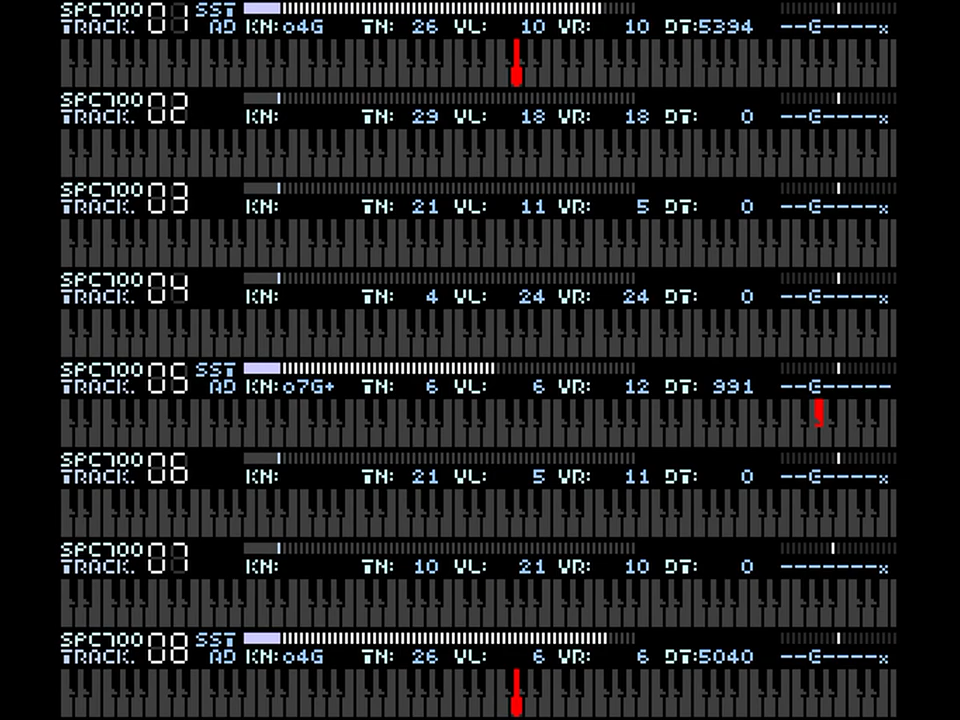 SPC700 01 SST
TRACK. AD KN:o4G TN: 26 VL: 10 VR: 10 DT:5394 --E----x
SPC700 02
TRACK. KN: TN: 29 VL: 18 VR: 18 DT: 0 --E----x
SPC700 03
TRACK. KN: TN: 21 VL: 11 VR: 5 DT: 0 --E----x
SPC700 04
TRACK. KN: TN: 4 VL: 24 VR: 24 DT: 0 --E----x
SPC700 05 SST
TRACK. AD KN:o7G+ TN: 6 VL: 6 VR: 12 DT: 991 --E-----
SPC700 06
TRACK. KN: TN: 21 VL: 5 VR: 11 DT: 0 --E----x
SPC700 07
TRACK. KN: TN: 10 VL: 21 VR: 10 DT: 0 -------x
SPC700 08 SST
TRACK. AD KN:o4G TN: 26 VL: 6 VR: 6 DT:5040 --E----x